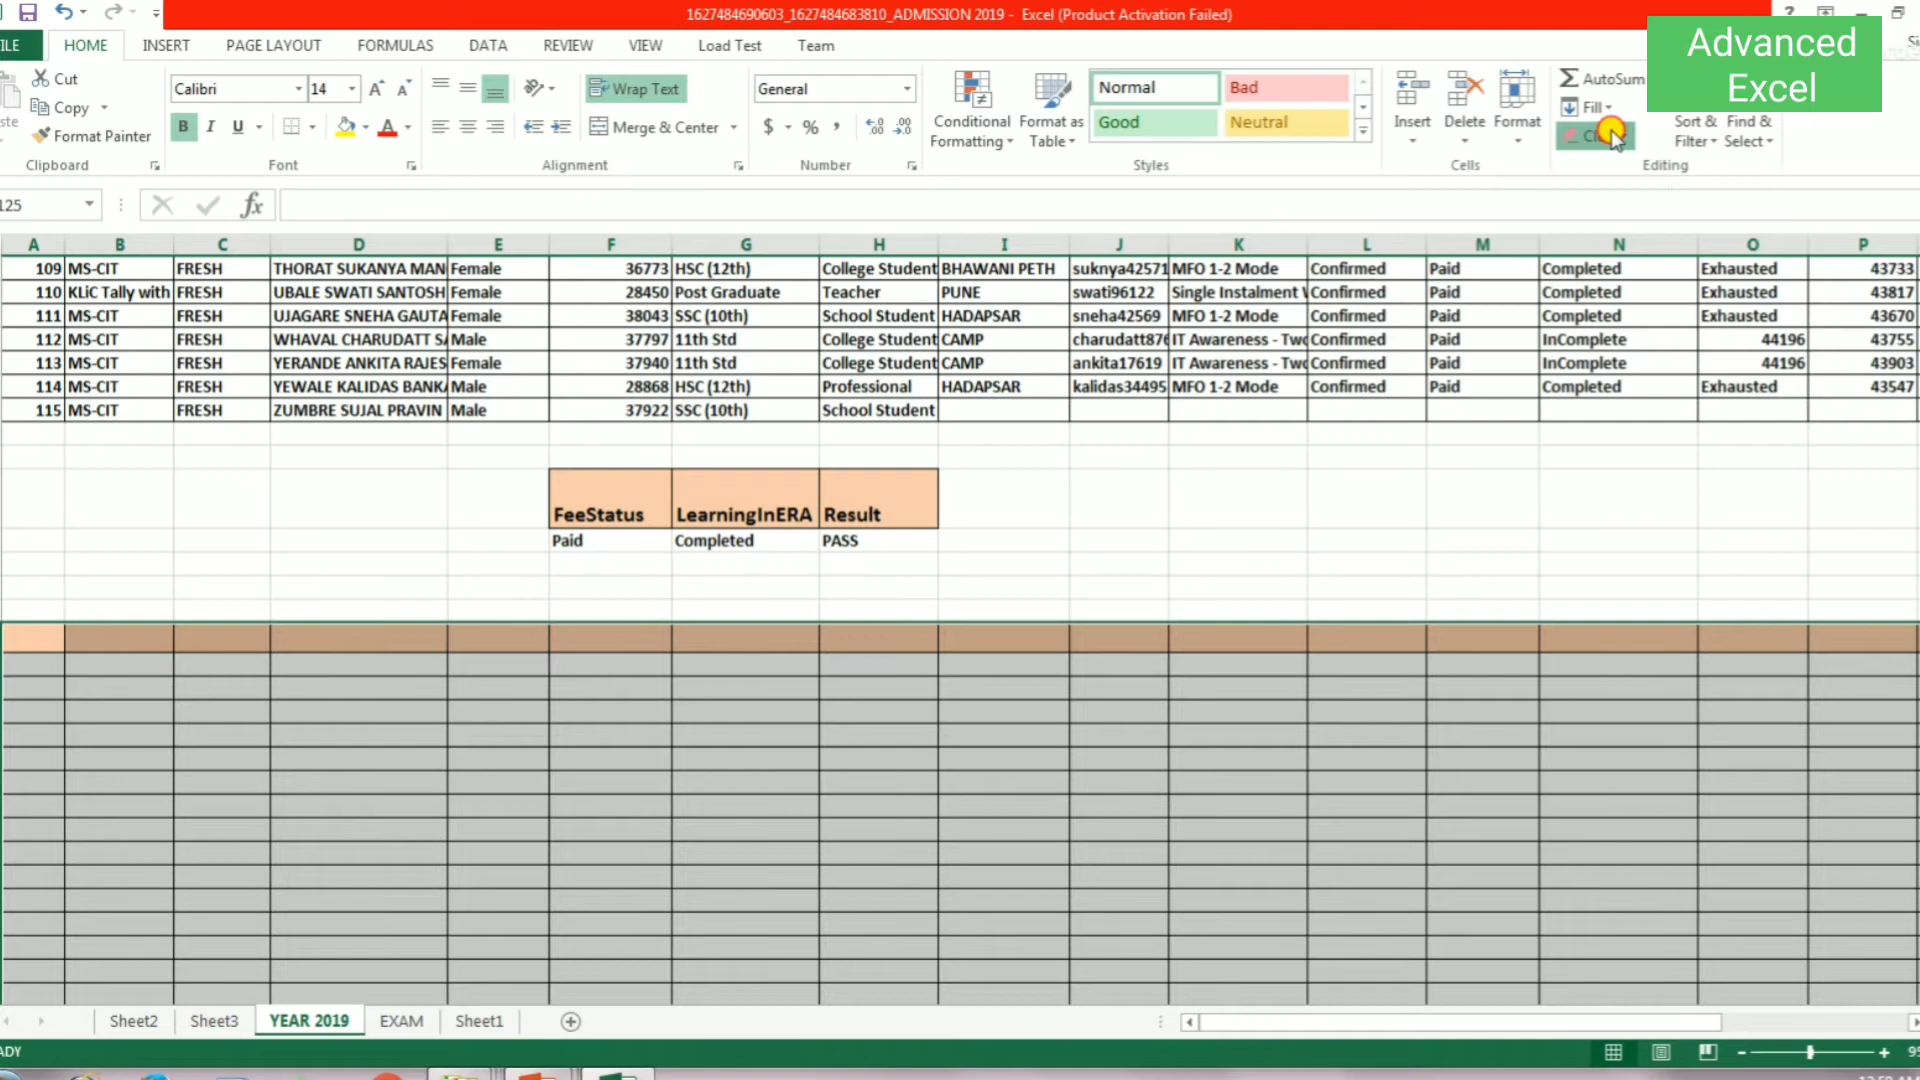 1627484690603_1627484683810_ADMISSION 2019 - Excel (Product Activation Failed)
?
Advanced
Excel
ILE HOME INSERT PAGE LAYOUT FORMULAS DATA REVIEW VIEW Load Test Team
Cut
Copy
Format Painter
Clipboard
Calibri 14
B I U
Font
Wrap Text
Merge & Center
Alignment
General
$ % ,
Number
Conditional
Formatting
Format as
Table
Normal Bad
Good Neutral
Styles
Insert Delete Format
Cells
AutoSum
Fill
Sort &
Filter
Find &
Select
Editing
125
fx
A B C D E F G H I J K L M N O P
109 MS-CIT FRESH THORAT SUKANYA MAN Female 36773 HSC (12th) College Student BHAWANI PETH suknya42571 MFO 1-2 Mode Confirmed Paid Completed Exhausted 43733
110 KLiC Tally with FRESH UBALE SWATI SANTOSH Female 28450 Post Graduate Teacher PUNE swati96122 Single Instalment Confirmed Paid Completed Exhausted 43817
111 MS-CIT FRESH UJAGARE SNEHA GAUTA Female 38043 SSC (10th) School Student HADAPSAR sneha42569 MFO 1-2 Mode Confirmed Paid Completed Exhausted 43670
112 MS-CIT FRESH WHAVAL CHARUDATT SA Male 37797 11th Std College Student CAMP charudatt876 IT Awareness - Two Confirmed Paid InComplete 44196 43755
113 MS-CIT FRESH YERANDE ANKITA RAJES Female 37940 11th Std College Student CAMP ankita17619 IT Awareness - Two Confirmed Paid InComplete 44196 43903
114 MS-CIT FRESH YEWALE KALIDAS BANKA Male 28868 HSC (12th) Professional HADAPSAR kalidas34495 MFO 1-2 Mode Confirmed Paid Completed Exhausted 43547
115 MS-CIT FRESH ZUMBRE SUJAL PRAVIN Male 37922 SSC (10th) School Student
FeeStatus LearningInERA Result
Paid Completed PASS
Sheet2 Sheet3 YEAR 2019 EXAM Sheet1
ADY